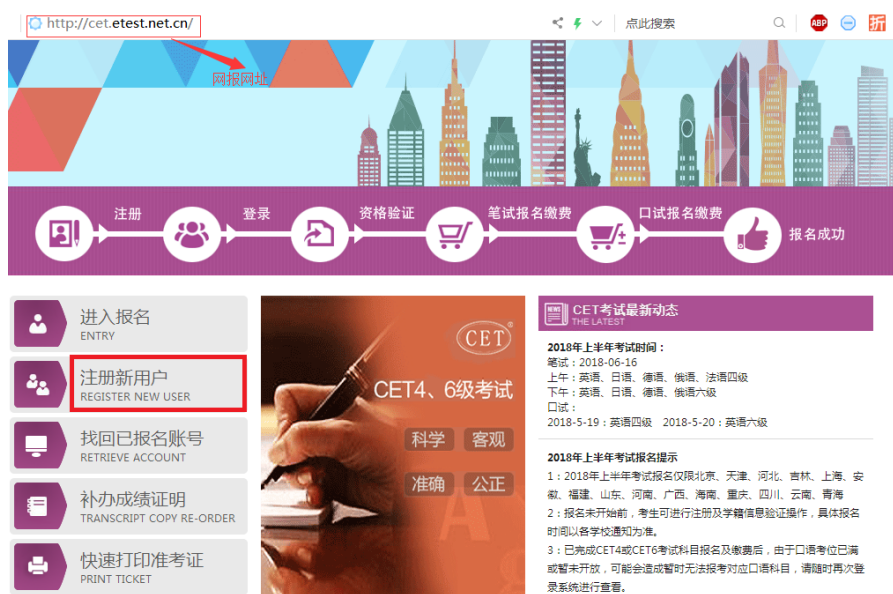 http://cet.etest.net.cn/
点此搜索
ABP
折
网报网址
注册
登录
资格验证
笔试报名缴费
口试报名缴费
报名成功
进入报名
ENTRY
注册新用户
REGISTER NEW USER
找回已报名账号
RETRIEVE ACCOUNT
补办成绩证明
TRANSCRIPT COPY RE-ORDER
快速打印准考证
PRINT TICKET
CET
CET4、6级考试
科学 客观
准确 公正
NEWS
CET考试最新动态
THE LATEST
2018年上半年考试时间：
笔试：2018-06-16
上午：英语、日语、德语、俄语、法语四级
下午：英语、日语、德语、俄语六级
口试：
2018-5-19：英语四级 2018-5-20：英语六级
2018年上半年考试报名提示
1：2018年上半年考试报名仅限北京、天津、河北、吉林、上海、安
徽、福建、山东、河南、广西、海南、重庆、四川、云南、青海
2：报名未开始前，考生可进行注册及学籍信息验证操作，具体报名
时间以各学校通知为准。
3：已完成CET4或CET6考试科目报名及缴费后，由于口语考位已满
或暂未开放，可能会造成暂时无法报考对应口语科目，请随时再次登
录系统进行查看。